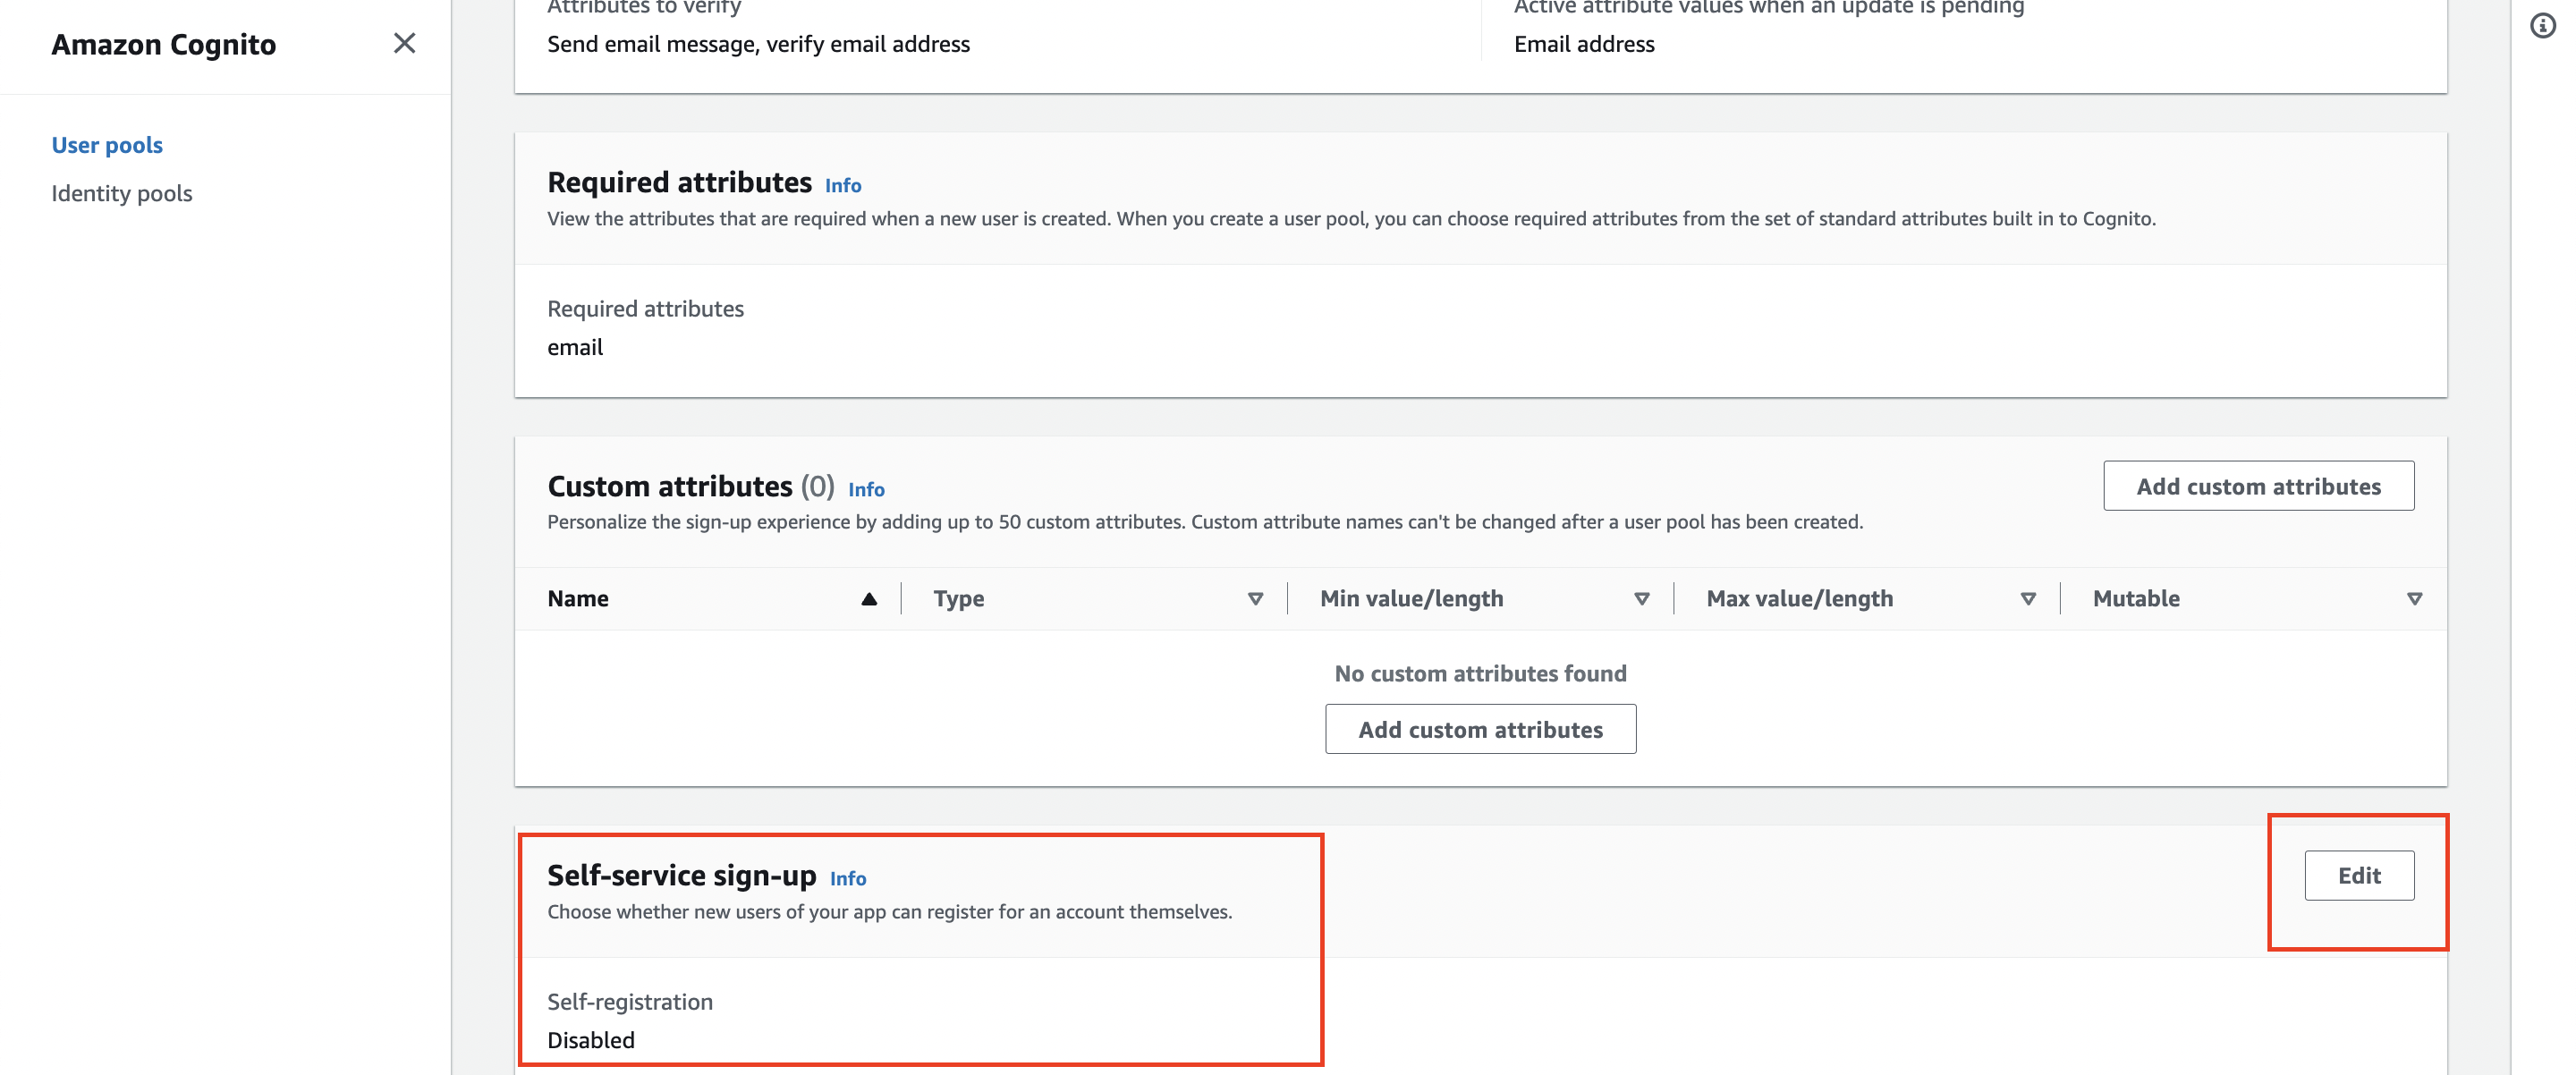 Amazon Cognito
User pools
Identity pools
Attributes to verify
Send email message, verify email address
Active attribute values when an update is pending
Email address
Required attributes Info
View the attributes that are required when a new user is created. When you create a user pool, you can choose required attributes from the set of standard attributes built in to Cognito.
Required attributes
email
Custom attributes (0) Info
Add custom attributes
Personalize the sign-up experience by adding up to 50 custom attributes. Custom attribute names can't be changed after a user pool has been created.
Name Type Min value/length Max value/length Mutable
No custom attributes found
Add custom attributes
Self-service sign-up Info
Edit
Choose whether new users of your app can register for an account themselves.
Self-registration
Disabled